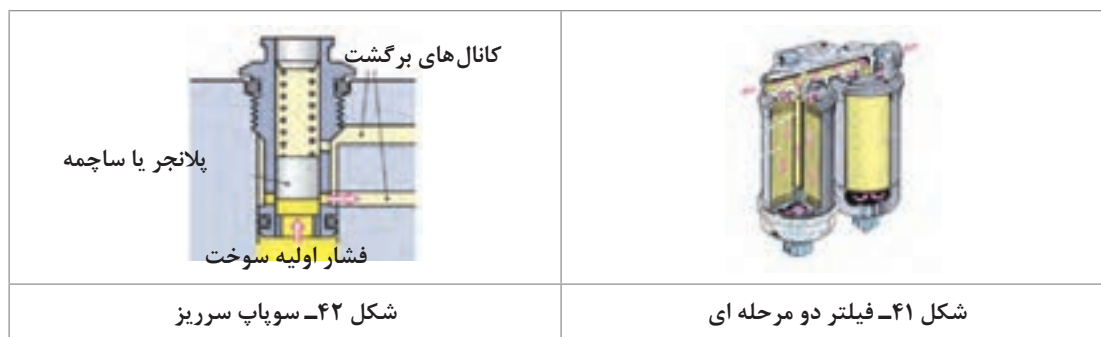 کانال‌های برگشت
پلانجر یا ساچمه
فشار اولیه سوخت
شکل ۴۱ـ فیلتر دو مرحله ای
شکل ۴۲ـ سوپاپ سرریز